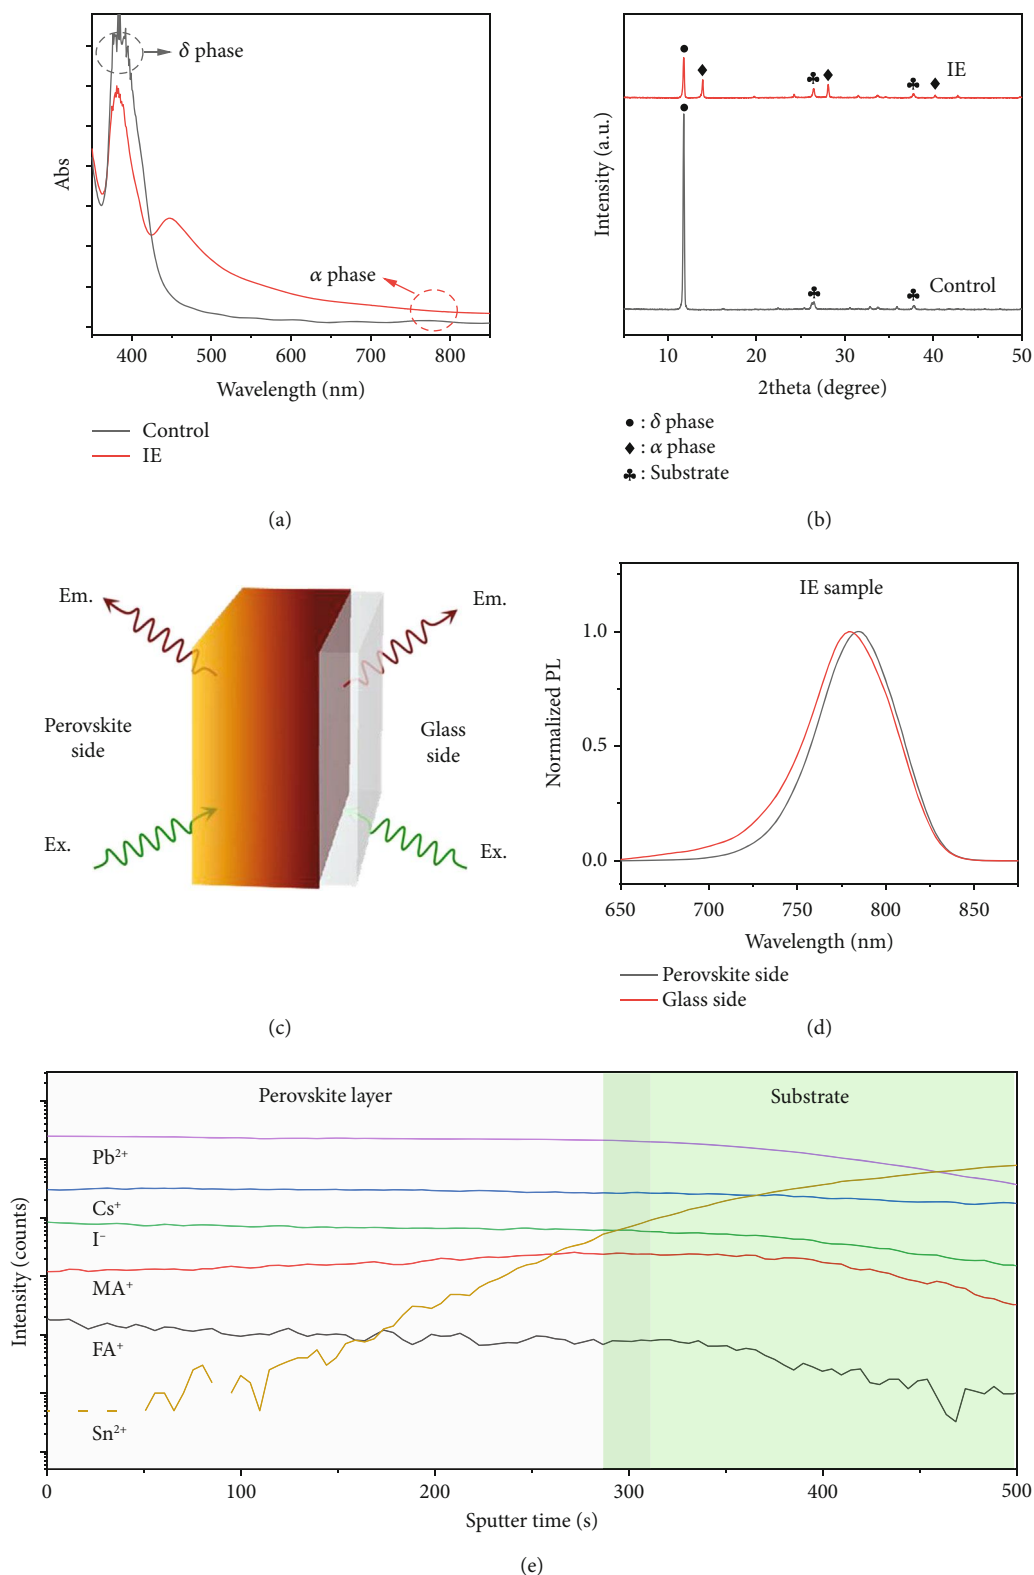 δ phase
α phase
Abs
400
500
600
700
800
Wavelength (nm)
Control
IE
(a)
IE
Control
Intensity (a.u.)
10
20
30
40
50
2theta (degree)
●: δ phase
♦: α phase
♣: Substrate
(b)
Em.
Em.
Perovskite
side
Glass
side
Ex.
Ex.
(c)
IE sample
1.0
0.5
0.0
Normalized PL
650
700
750
800
850
Wavelength (nm)
Perovskite side
Glass side
(d)
Perovskite layer
Substrate
Pb²⁺
Cs⁺
I⁻
MA⁺
FA⁺
Sn²⁺
Intensity (counts)
0
100
200
300
400
500
Sputter time (s)
(e)